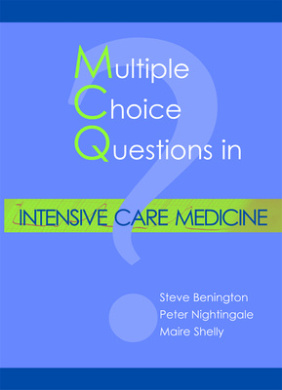 Multiple
Choice
Questions in
INTENSIVE CARE MEDICINE
Steve Benington
Peter Nightingale
Maire Shelly